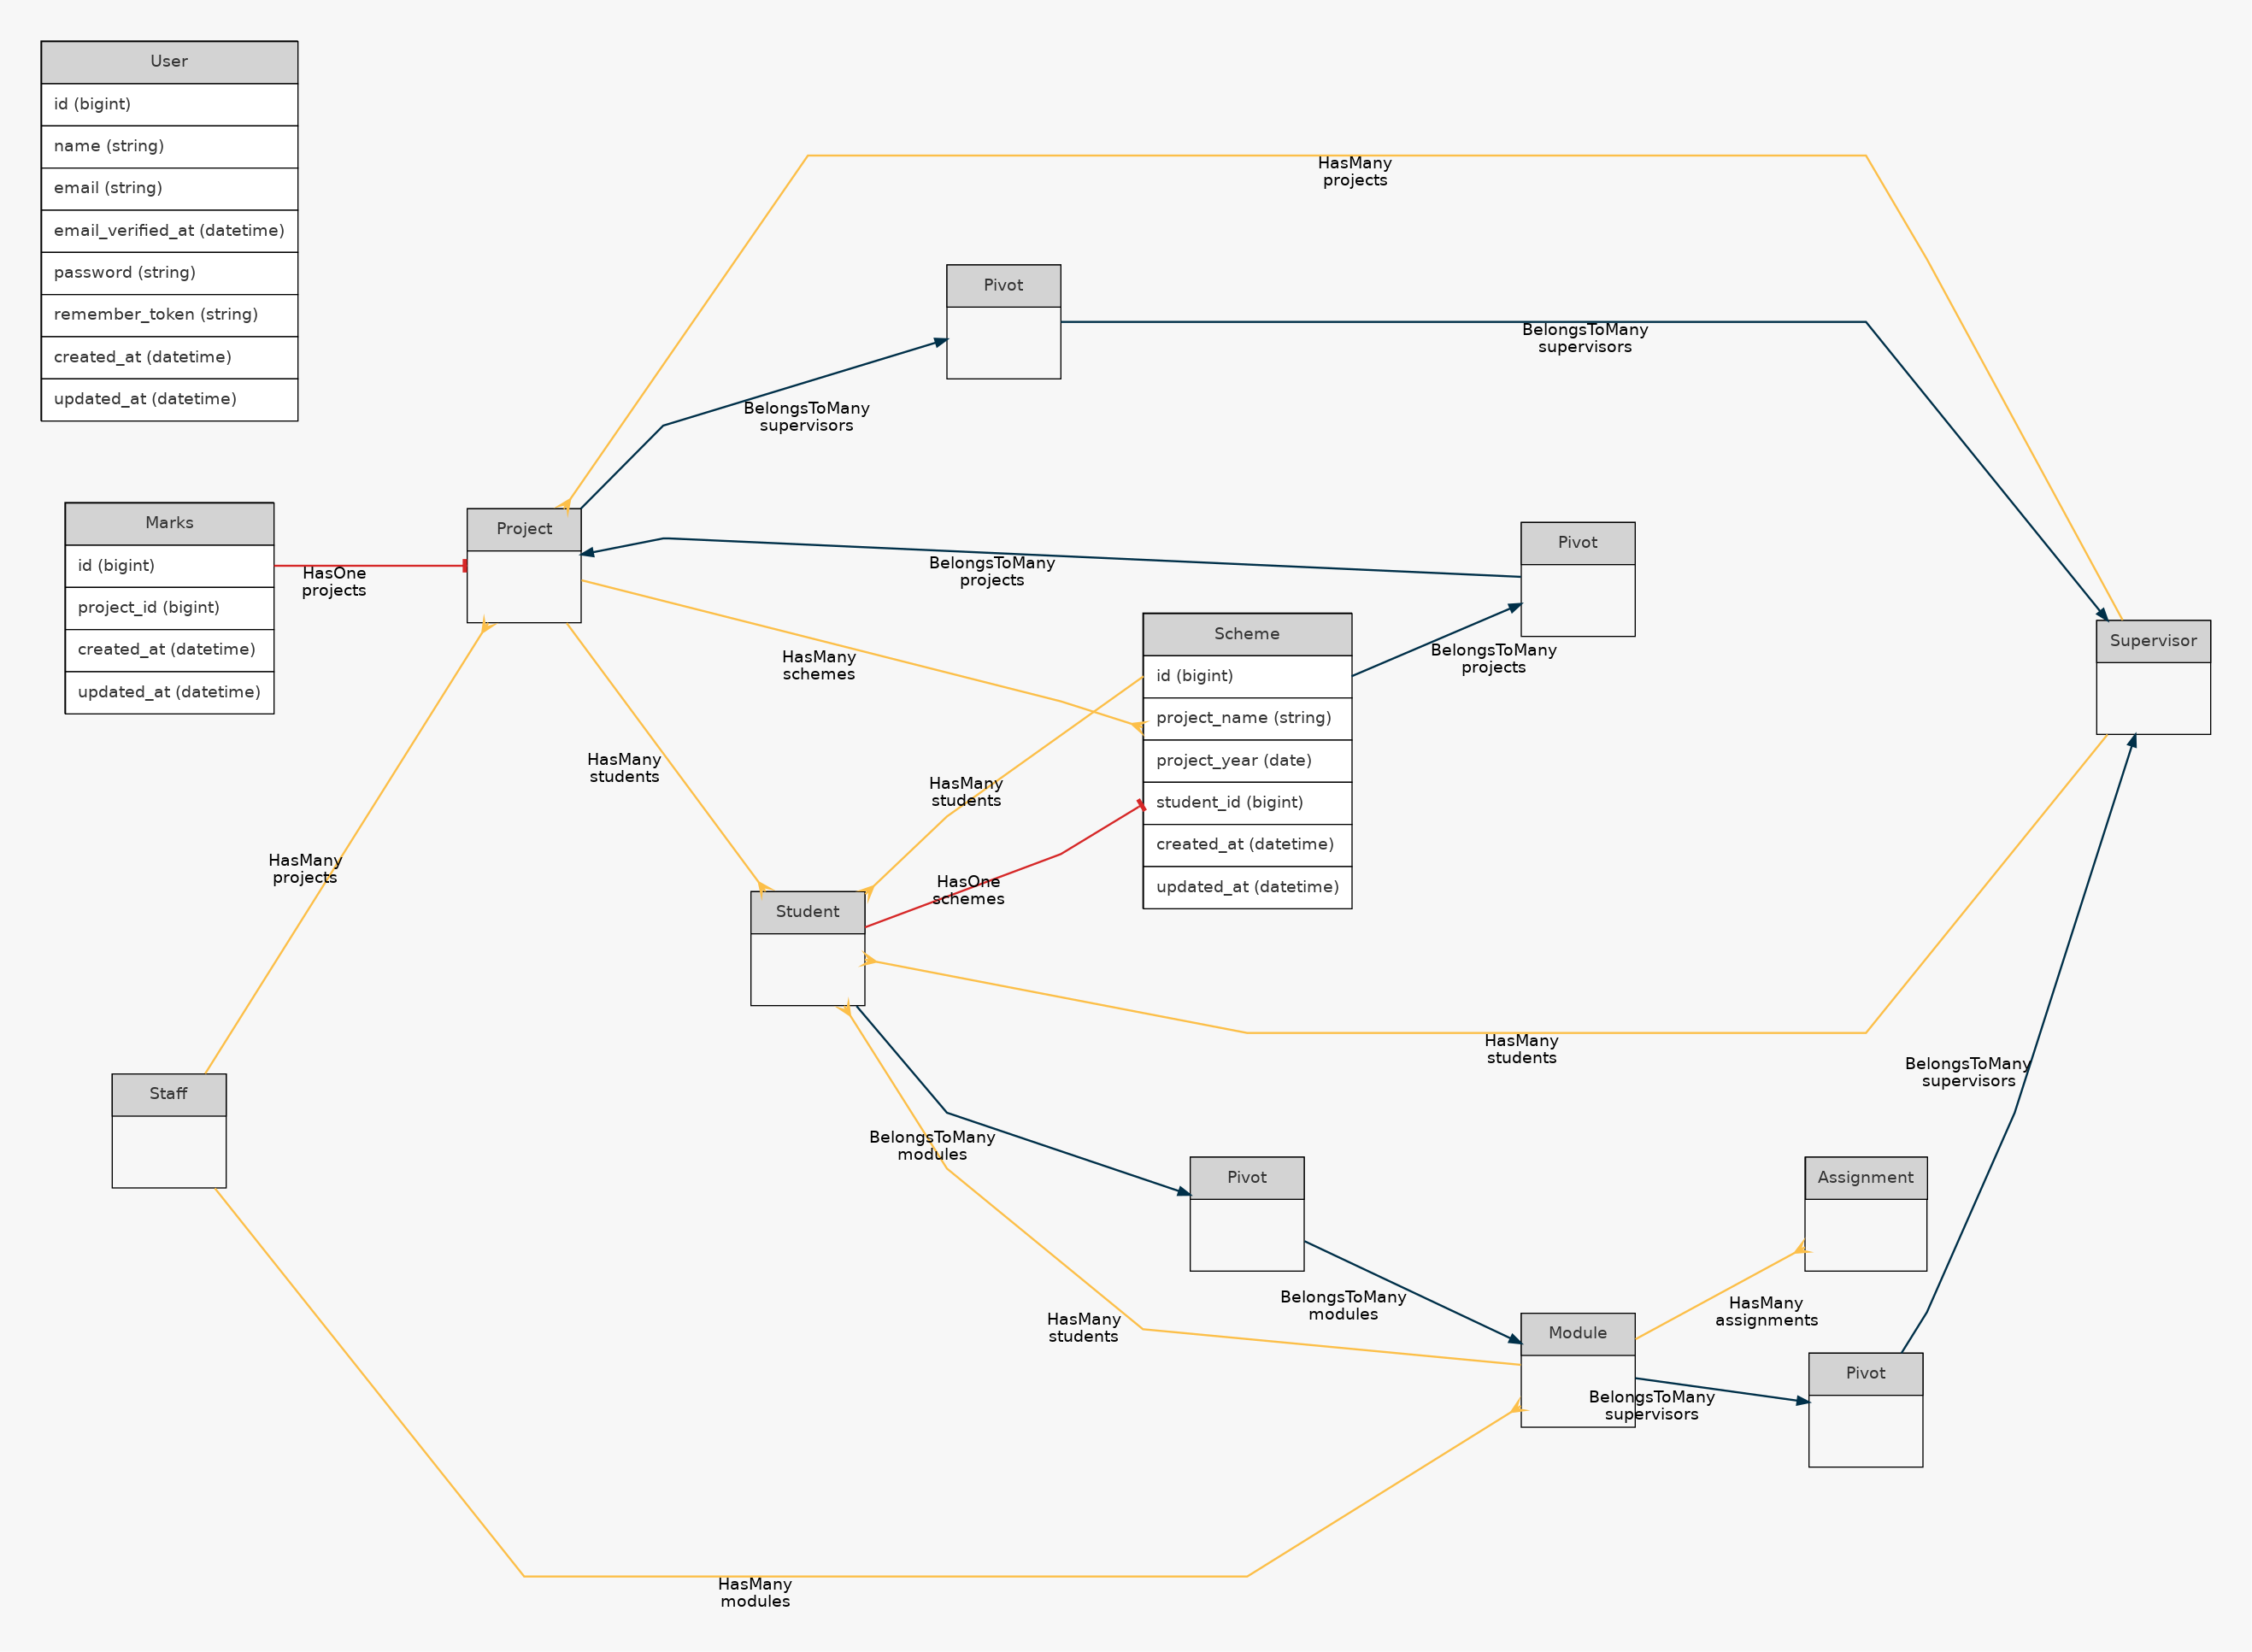 User
id (bigint)
name (string)
email (string)
email_verified_at (datetime)
password (string)
remember_token (string)
created_at (datetime)
updated_at (datetime)
HasMany
projects
Pivot
BelongsToMany
supervisors
BelongsToMany
supervisors
Marks
id (bigint)
project_id (bigint)
created_at (datetime)
updated_at (datetime)
HasOne
projects
Project
BelongsToMany
projects
Pivot
BelongsToMany
projects
Scheme
id (bigint)
project_name (string)
project_year (date)
student_id (bigint)
created_at (datetime)
updated_at (datetime)
Supervisor
HasMany
schemes
HasMany
students
HasMany
students
HasMany
projects
HasOne
schemes
Student
HasMany
students
BelongsToMany
supervisors
Staff
BelongsToMany
modules
Pivot
Assignment
BelongsToMany
modules
HasMany
students
HasMany
assignments
Module
Pivot
BelongsToMany
supervisors
HasMany
modules